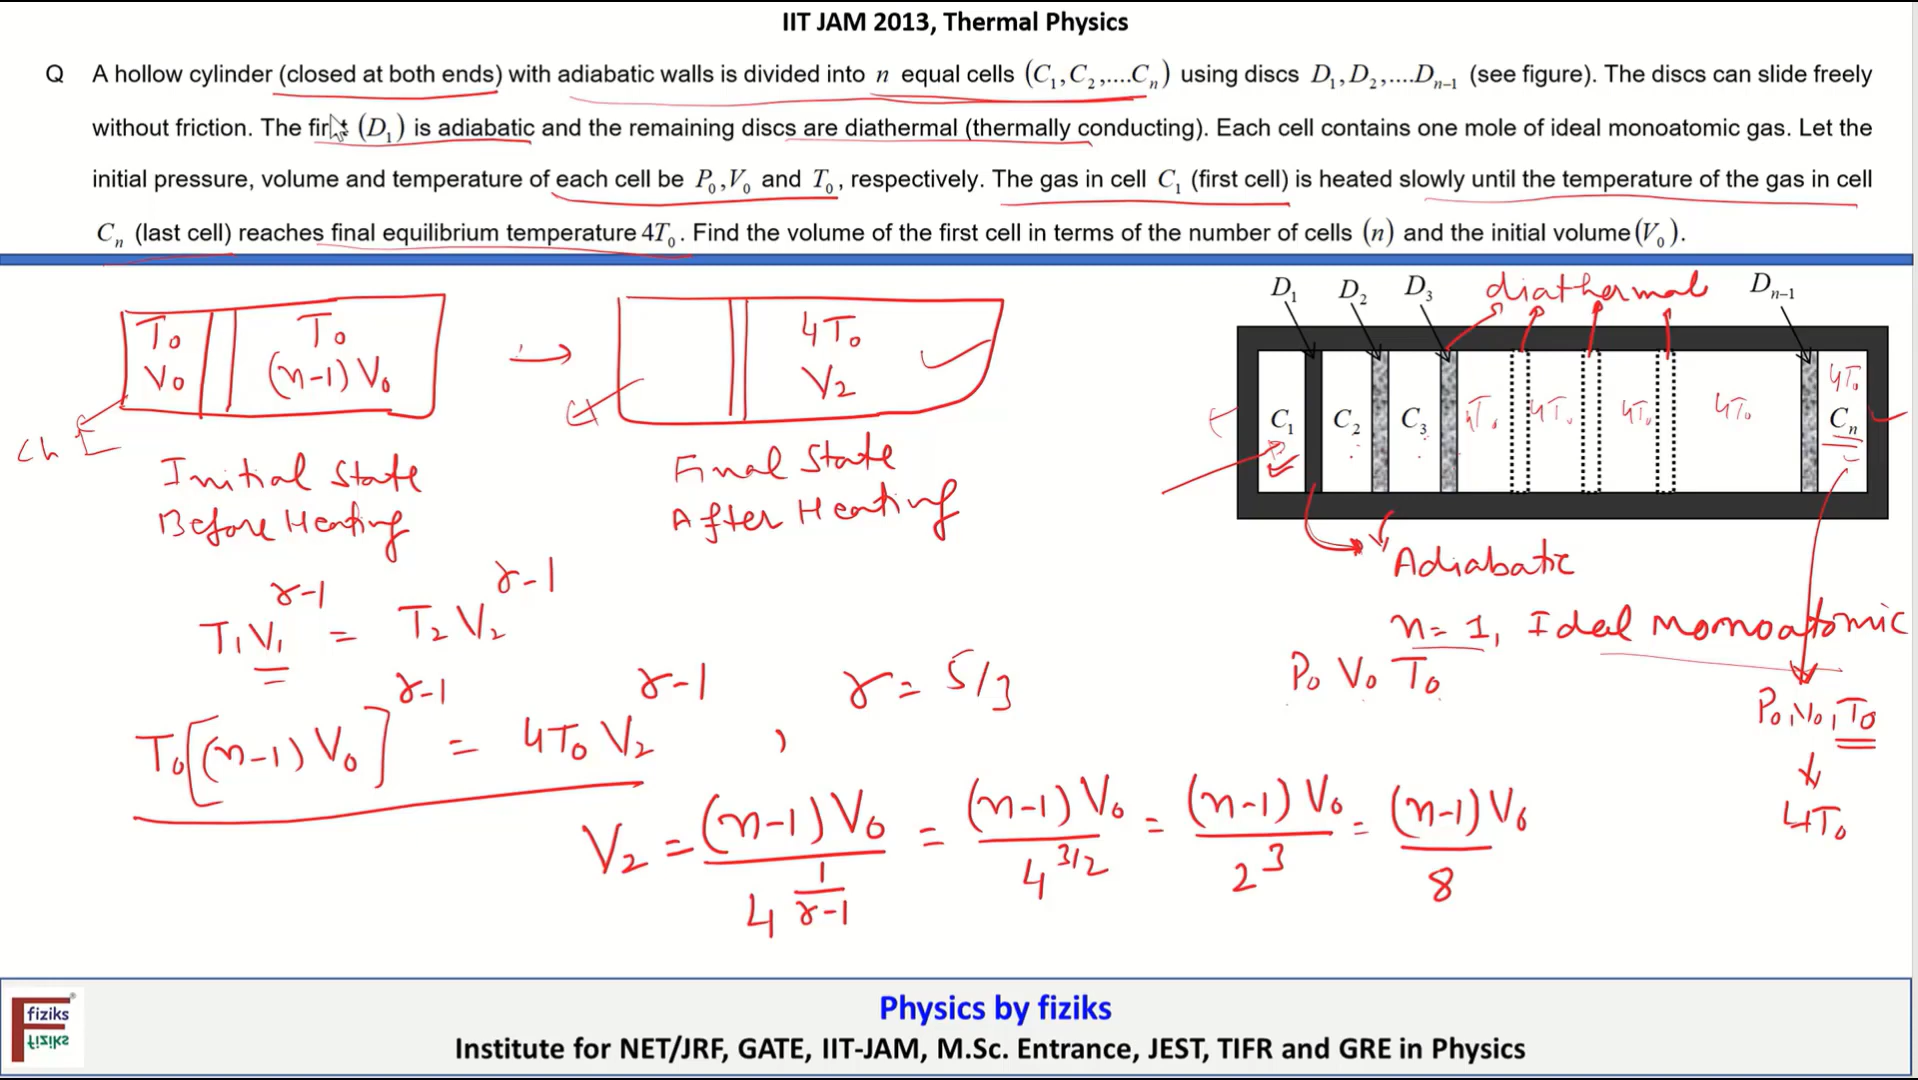 IIT JAM 2013, Thermal Physics
Q A hollow cylinder (closed at both ends) with adiabatic walls is divided into n equal cells (C₁,C₂,....Cₙ) using discs D₁,D₂,....Dₙ₋₁ (see figure). The discs can slide freely
without friction. The first (D₁) is adiabatic and the remaining discs are diathermal (thermally conducting). Each cell contains one mole of ideal monoatomic gas. Let the
initial pressure, volume and temperature of each cell be P₀,V₀ and T₀, respectively. The gas in cell C₁ (first cell) is heated slowly until the temperature of the gas in cell
Cₙ (last cell) reaches final equilibrium temperature 4T₀. Find the volume of the first cell in terms of the number of cells (n) and the initial volume (V₀).
D₁ D₂ D₃ diathermal Dₙ₋₁
T₀ T₀ → 4T₀
V₀ (n-1) V₀ V₂
4T₀
C₁ C₂ C₃ 4T₀ 4T₀ 4T₀ 4T₀ Cₙ
Initial State Final State
Before Heating After Heating
Adiabatic
T₁V₁^(γ-1) = T₂V₂^(γ-1)
n=1, Ideal Monoatomic
P₀ V₀ T₀
P₀,V₀,T₀
↓
4T₀
T₀[(n-1) V₀]^(γ-1) = 4T₀ V₂^(γ-1) , γ = 5/3
V₂ = (n-1) V₀ / 4^(1/(γ-1)) = (n-1) V₀ / 4^(3/2) = (n-1) V₀ / 2^3 = (n-1) V₀ / 8
fiziks
Physics by fiziks
Institute for NET/JRF, GATE, IIT-JAM, M.Sc. Entrance, JEST, TIFR and GRE in Physics